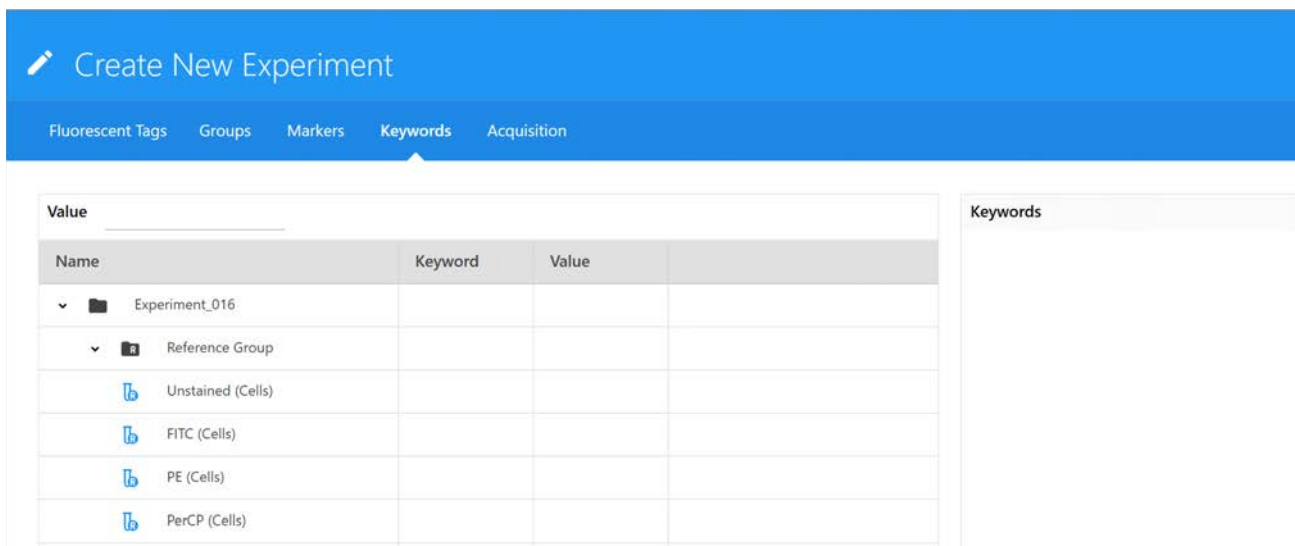 Create New Experiment
Fluorescent Tags Groups Markers Keywords Acquisition
Value
Keywords
Name Keyword Value
Experiment_016
R Reference Group
R Unstained (Cells)
R FITC (Cells)
R PE (Cells)
R PerCP (Cells)